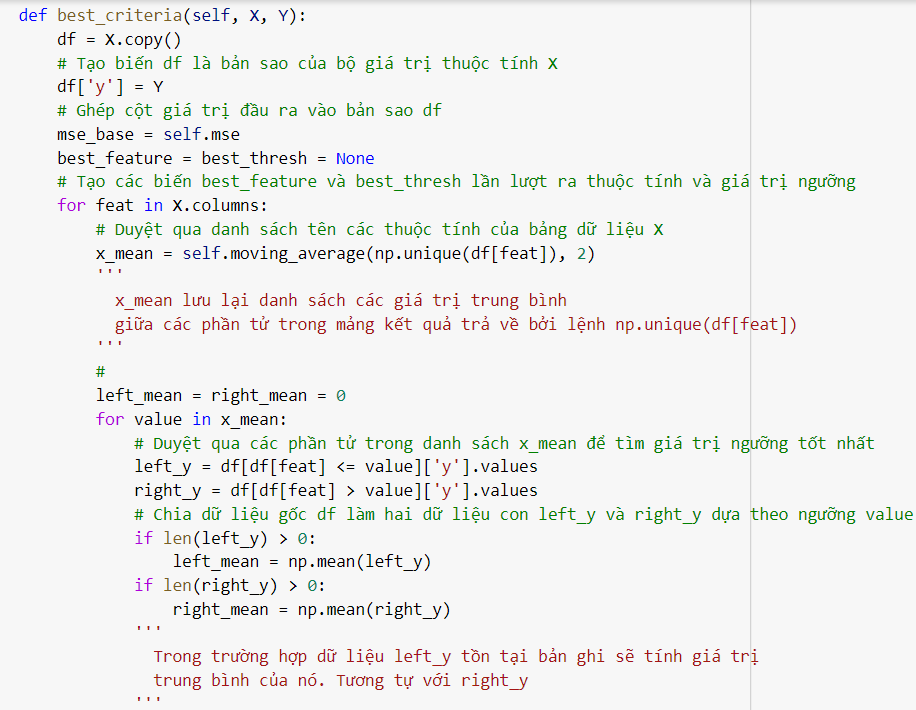 def best_criteria(self, X, Y):
    df = X.copy()
    # Tạo biến df là bản sao của bộ giá trị thuộc tính X
    df['y'] = Y
    # Ghép cột giá trị đầu ra vào bản sao df
    mse_base = self.mse
    best_feature = best_thresh = None
    # Tạo các biến best_feature và best_thresh lần lượt ra thuộc tính và giá trị ngưỡng
    for feat in X.columns:
        # Duyệt qua danh sách tên các thuộc tính của bảng dữ liệu X
        x_mean = self.moving_average(np.unique(df[feat]), 2)
        '''
          x_mean lưu lại danh sách các giá trị trung bình
          giữa các phần tử trong mảng kết quả trả về bởi lệnh np.unique(df[feat])
        '''
        #
        left_mean = right_mean = 0
        for value in x_mean:
            # Duyệt qua các phần tử trong danh sách x_mean để tìm giá trị ngưỡng tốt nhất
            left_y = df[df[feat] <= value]['y'].values
            right_y = df[df[feat] > value]['y'].values
            # Chia dữ liệu gốc df làm hai dữ liệu con left_y và right_y dựa theo ngưỡng value
            if len(left_y) > 0:
                left_mean = np.mean(left_y)
            if len(right_y) > 0:
                right_mean = np.mean(right_y)
            '''
              Trong trường hợp dữ liệu left_y tồn tại bản ghi sẽ tính giá trị
              trung bình của nó. Tương tự với right_y
            '''